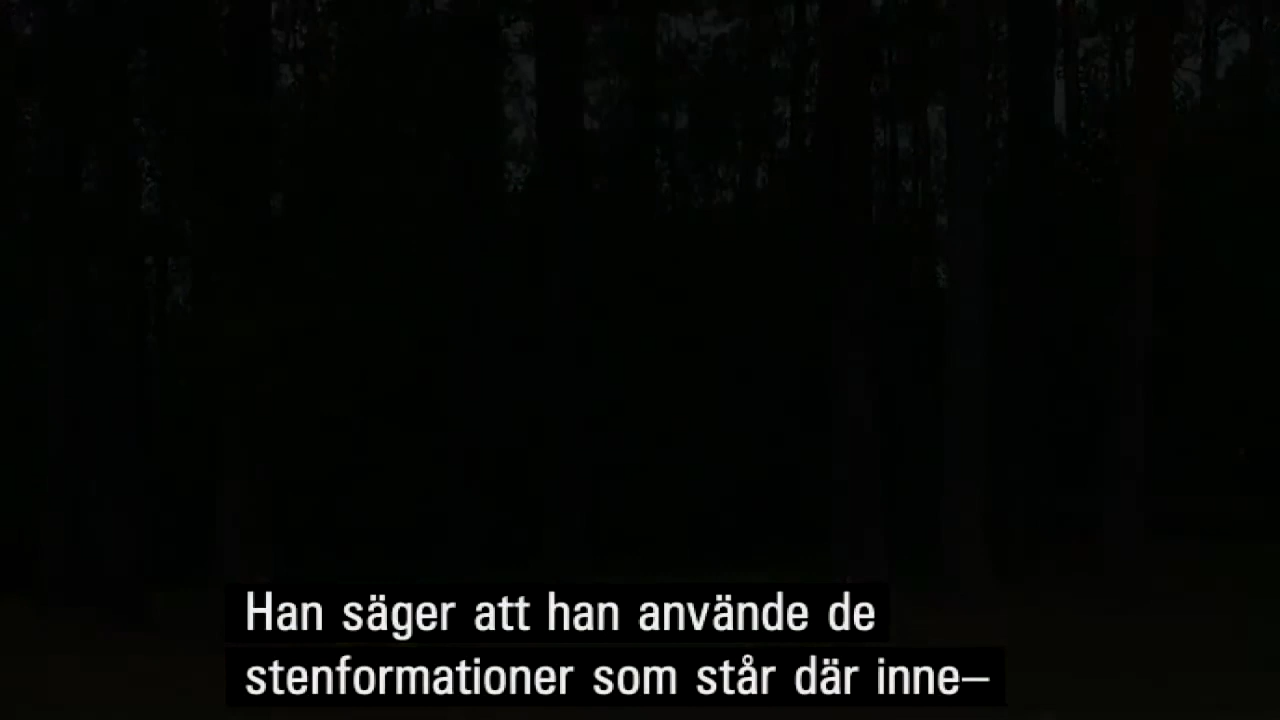 Han säger att han använde de
stenformationer som står där inne–